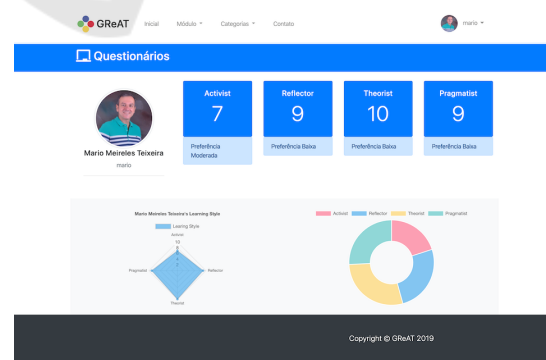 GReAT
Inicial
Módulo
Categorias
Contato
mario
Questionários
Mario Meireles Teixeira
mario
Activist
7
Preferência
Moderada
Reflector
9
Preferência Baixa
Theorist
10
Preferência Baixa
Pragmatist
9
Preferência Baixa
Mario Meireles Teixeira's Learning Style
Learing Style
Activist
10
8
Pragmatist
Reflector
Theorist
Activist
Reflector
Theorist
Pragmatist
Copyright © GReAT 2019